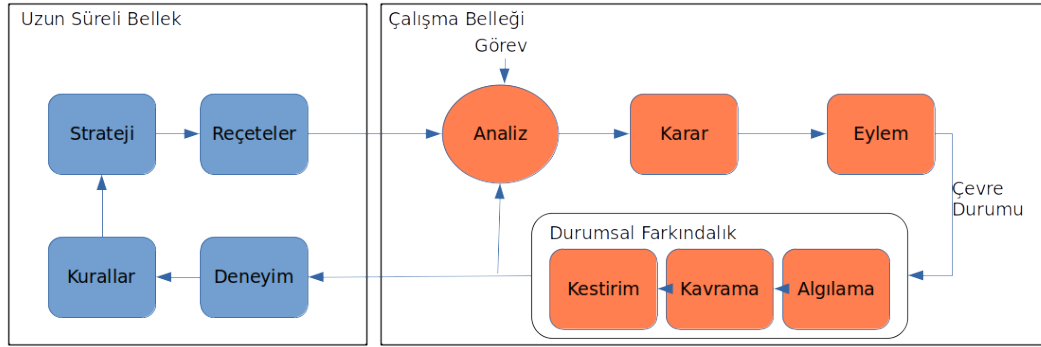 Uzun Süreli Bellek
Çalışma Belleği
Görev
Strateji
Reçeteler
Analiz
Karar
Eylem
Çevre
Durumu
Durumsal Farkındalık
Kurallar
Deneyim
Kestirim
Kavrama
Algılama